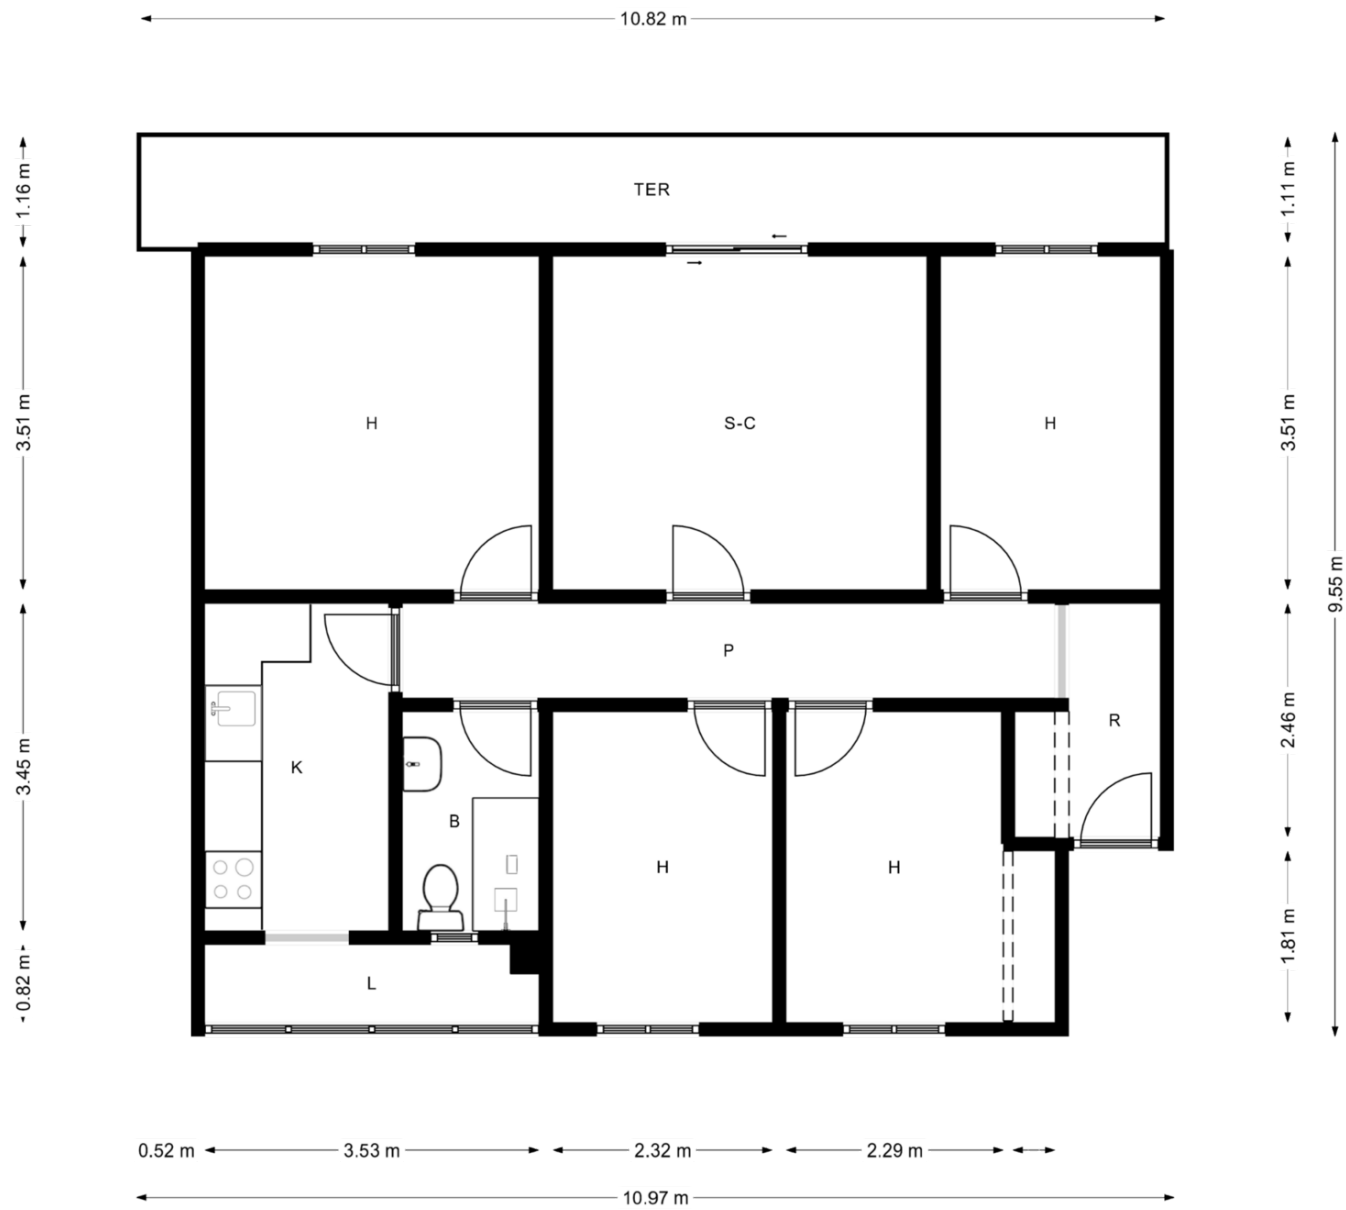 10.82 m
1.16 m
1.11 m
TER
3.51 m
H
S-C
H
3.51 m
9.55 m
P
R
2.46 m
3.45 m
K
B
H
H
1.81 m
0.82 m
L
0.52 m
3.53 m
2.32 m
2.29 m
10.97 m